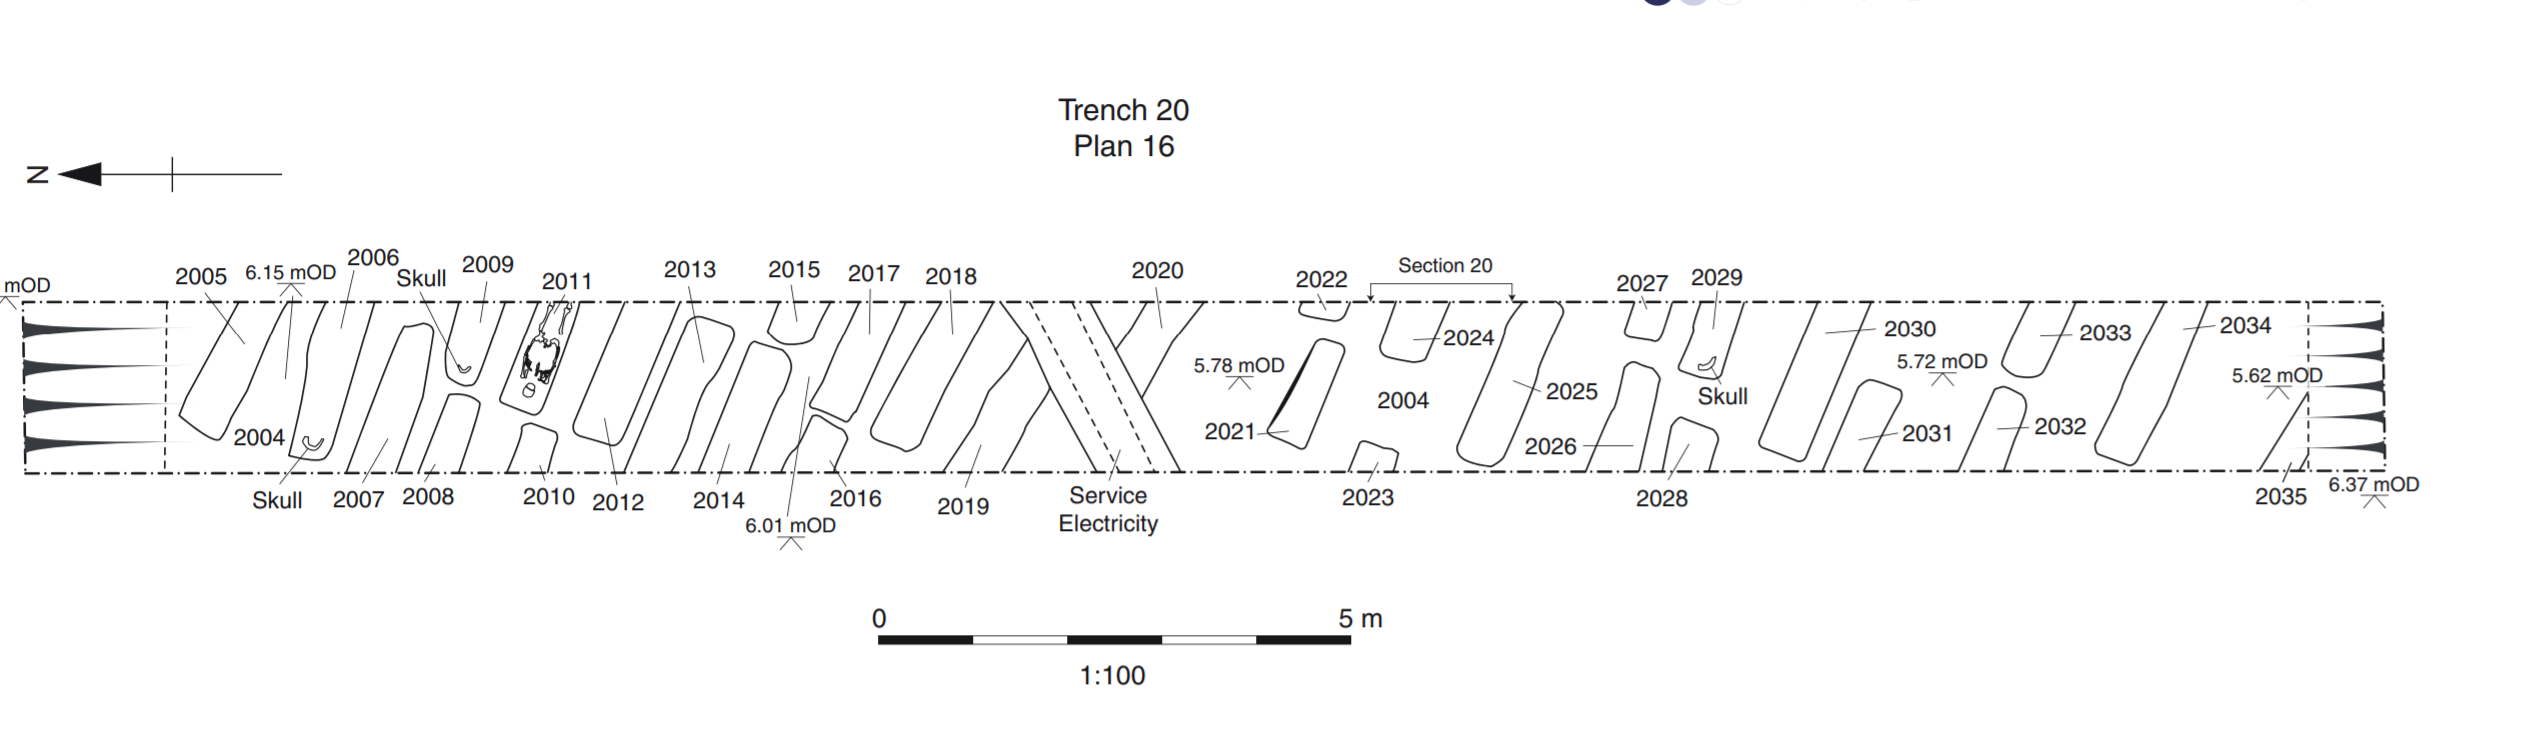 Trench 20
Plan 16
N
mOD
2005
6.15 mOD
2006
Skull
2009
2011
2013
2015
2017
2018
2020
2022
Section 20
2027
2029
2024
2030
2033
2034
5.78 mOD
5.72 mOD
5.62 mOD
2004
2025
Skull
2004
2021
2026
2031
2032
Skull
2007
2008
2010
2012
2014
6.01 mOD
2016
2019
Service
Electricity
2023
2028
2035
6.37 mOD
0
5 m
1:100